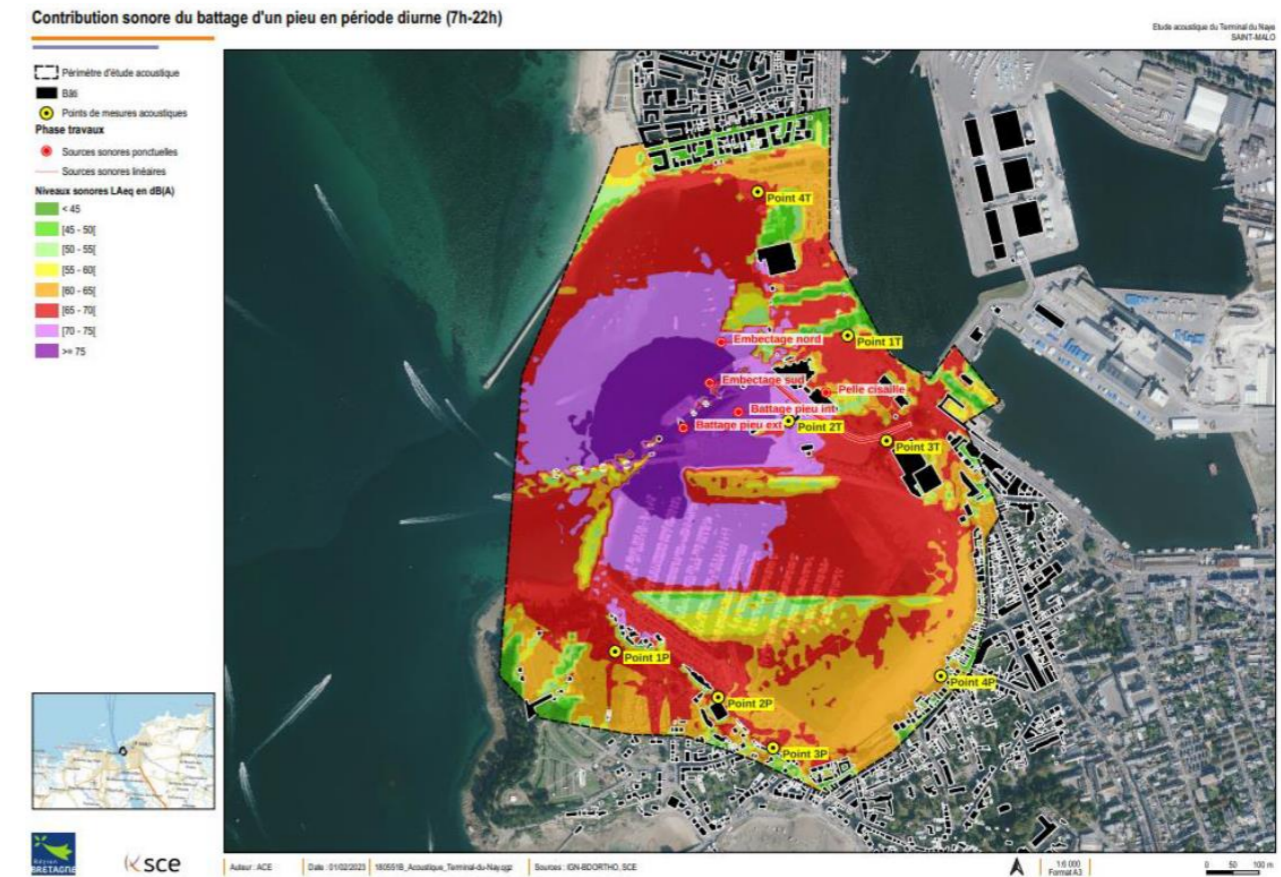 Contribution sonore du battage d'un pieu en période diurne (7h-22h)
Etude acoustique du Terminal du Naye
SAINT-MALO
Périmètre d'étude acoustique
Bâti
Points de mesures acoustiques
Phase travaux
Sources sonores ponctuelles
Sources sonores linéaires
Niveaux sonores LAeq en dB(A)
< 45
[45 - 50[
[50 - 55[
[55 - 60[
[60 - 65[
[65 - 70[
[70 - 75[
>= 75
Point 4T
Embectage nord
Point 1T
Embectage sud
Pelle cisaille
Battage pieu int
Battage pieu ext
Point 2T
Point 3T
Point 1P
Point 4P
Point 2P
Point 3P
BRETAGNE
sce
Auteur : ACE
Date : 01/02/2023
180551B_Acoustique_Terminal-du-Nay.qgz
Sources : IGN-BDORTHO, SCE
1:6 000
Format A3
0 50 100 m